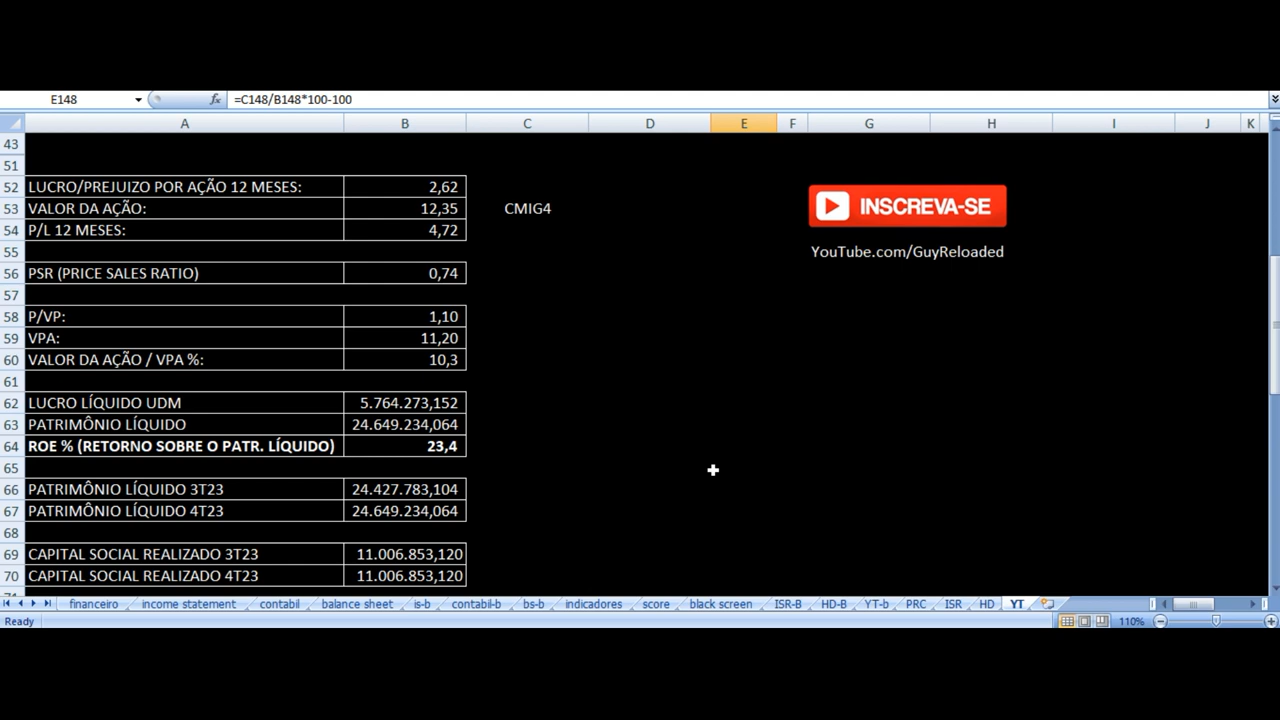 E148 fx =C148/B148*100-100
A B C D E F G H I J K
43
51
52 LUCRO/PREJUIZO POR AÇÃO 12 MESES: 2,62
53 VALOR DA AÇÃO: 12,35 CMIG4 INSCREVA-SE
54 P/L 12 MESES: 4,72
55 YouTube.com/GuyReloaded
56 PSR (PRICE SALES RATIO) 0,74
57
58 P/VP: 1,10
59 VPA: 11,20
60 VALOR DA AÇÃO / VPA %: 10,3
61
62 LUCRO LÍQUIDO UDM 5.764.273,152
63 PATRIMÔNIO LÍQUIDO 24.649.234,064
64 ROE % (RETORNO SOBRE O PATR. LÍQUIDO) 23,4
65
66 PATRIMÔNIO LÍQUIDO 3T23 24.427.783,104
67 PATRIMÔNIO LÍQUIDO 4T23 24.649.234,064
68
69 CAPITAL SOCIAL REALIZADO 3T23 11.006.853,120
70 CAPITAL SOCIAL REALIZADO 4T23 11.006.853,120
financeiro income statement contabil balance sheet is-b contabil-b bs-b indicadores score black screen ISR-B HD-B YT-b PRC ISR HD YT
Ready 110%